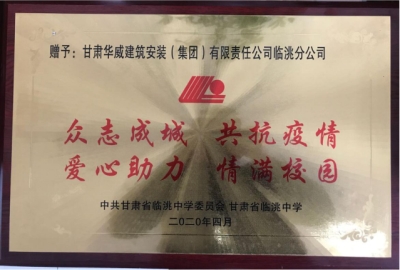 赠予：甘肃华威建筑安装（集团）有限责任公司临洮分公司
众志成城 共抗疫情
爱心助力 情满校园
中共甘肃省临洮中学委员会 甘肃省临洮中学
二〇二〇年四月